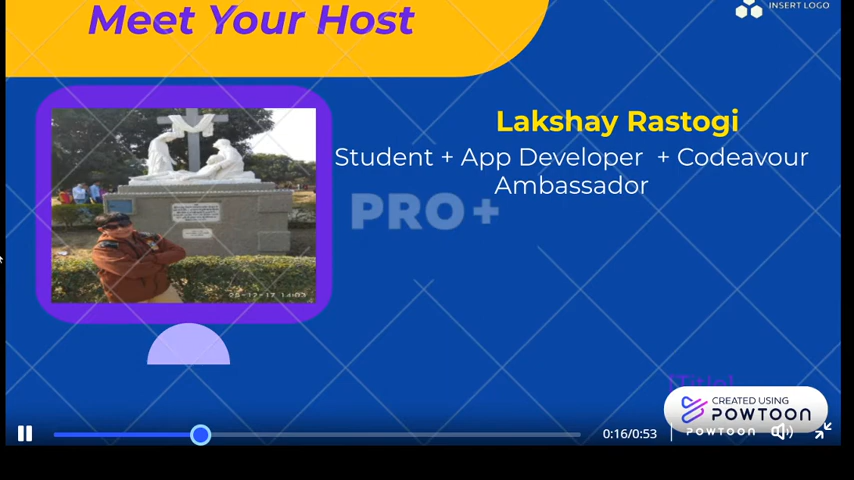 Meet Your Host
INSERT LOGO
Lakshay Rastogi
Student + App Developer + Codeavour
Ambassador
PRO+
[Title]
CREATED USING
POWTOON
0:16/0:53
POWTOON